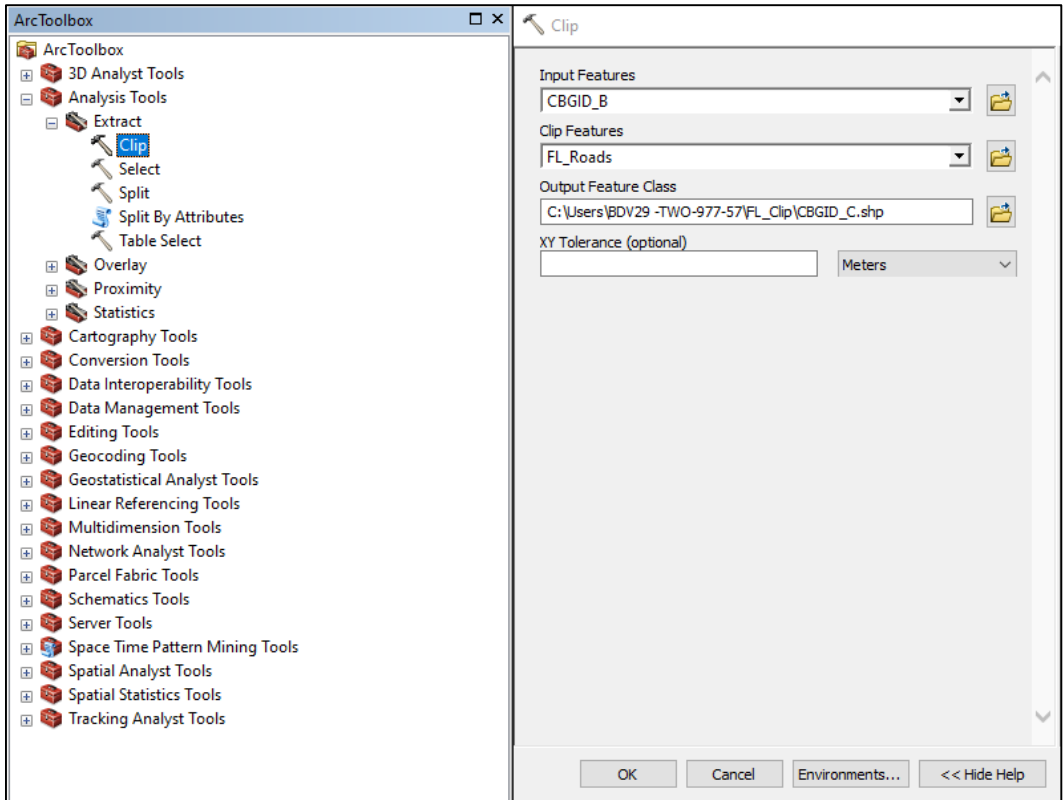 ArcToolbox
ArcToolbox
3D Analyst Tools
Analysis Tools
Extract
Clip
Select
Split
Split By Attributes
Table Select
Overlay
Proximity
Statistics
Cartography Tools
Conversion Tools
Data Interoperability Tools
Data Management Tools
Editing Tools
Geocoding Tools
Geostatistical Analyst Tools
Linear Referencing Tools
Multidimension Tools
Network Analyst Tools
Parcel Fabric Tools
Schematics Tools
Server Tools
Space Time Pattern Mining Tools
Spatial Analyst Tools
Spatial Statistics Tools
Tracking Analyst Tools
Clip
Input Features
CBGID_B
Clip Features
FL_Roads
Output Feature Class
C:\Users\BDV29 -TWO-977-57\FL_Clip\CBGID_C.shp
XY Tolerance (optional)
Meters
OK Cancel Environments... << Hide Help